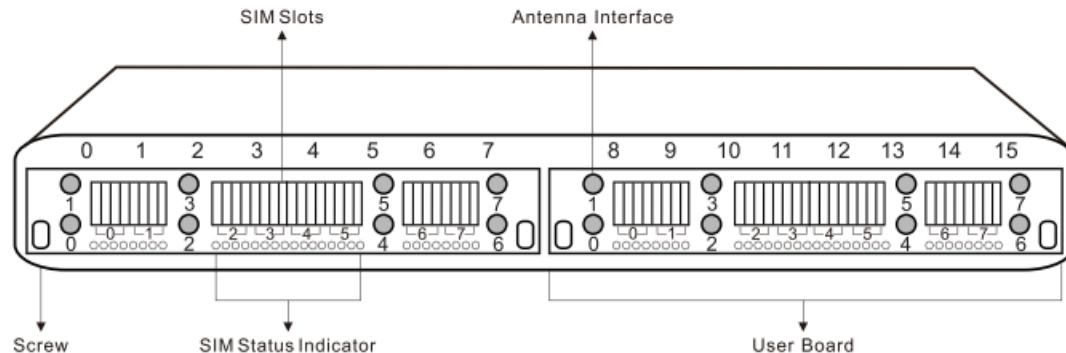 SIM Slots Antenna Interface
0 1 2 3 4 5 6 7 8 9 10 11 12 13 14 15
1 3 5 7 1 3 5 7
0 1 2 3 4 5 6 7 0 1 2 3 4 5 6 7
0 2 4 6 0 2 4 6
Screw SIM Status Indicator User Board